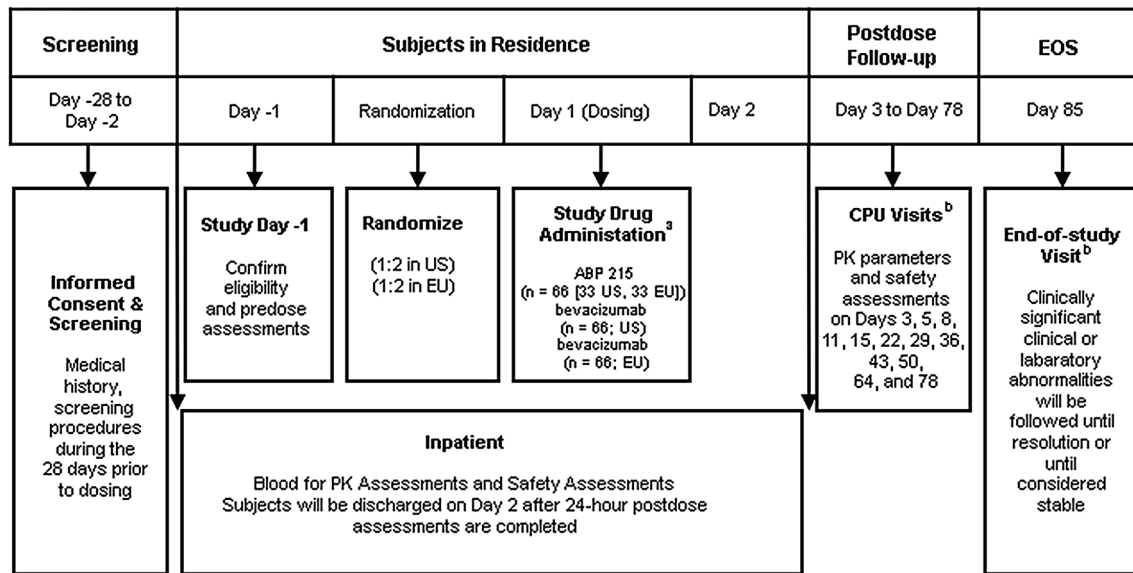 Screening
Subjects in Residence
Postdose
Follow-up
EOS
Day -28 to
Day -2
Day -1
Randomization
Day 1 (Dosing)
Day 2
Day 3 to Day 78
Day 85
Informed
Consent &
Screening
Medical
history,
screening
procedures
during the
28 days prior
to dosing
Study Day -1
Confirm
eligibility
and predose
assessments
Randomize
(1:2 in US)
(1:2 in EU)
Study Drug
Administation³
ABP 215
(n = 66 [33 US, 33 EU])
bevacizumab
(n = 66; US)
bevacizumab
(n = 66; EU)
Inpatient
Blood for PK Assessments and Safety Assessments
Subjects will be discharged on Day 2 after 24-hour postdose
assessments are completed
CPU Visitsᵇ
PK parameters
and safety
assessments
on Days 3, 5, 8,
11, 15, 22, 29, 36,
43, 50,
64, and 78
End-of-study
Visitᵇ
Clinically
significant
clinical or
labaratory
abnormalities
will be
followed until
resolution or
until
considered
stable